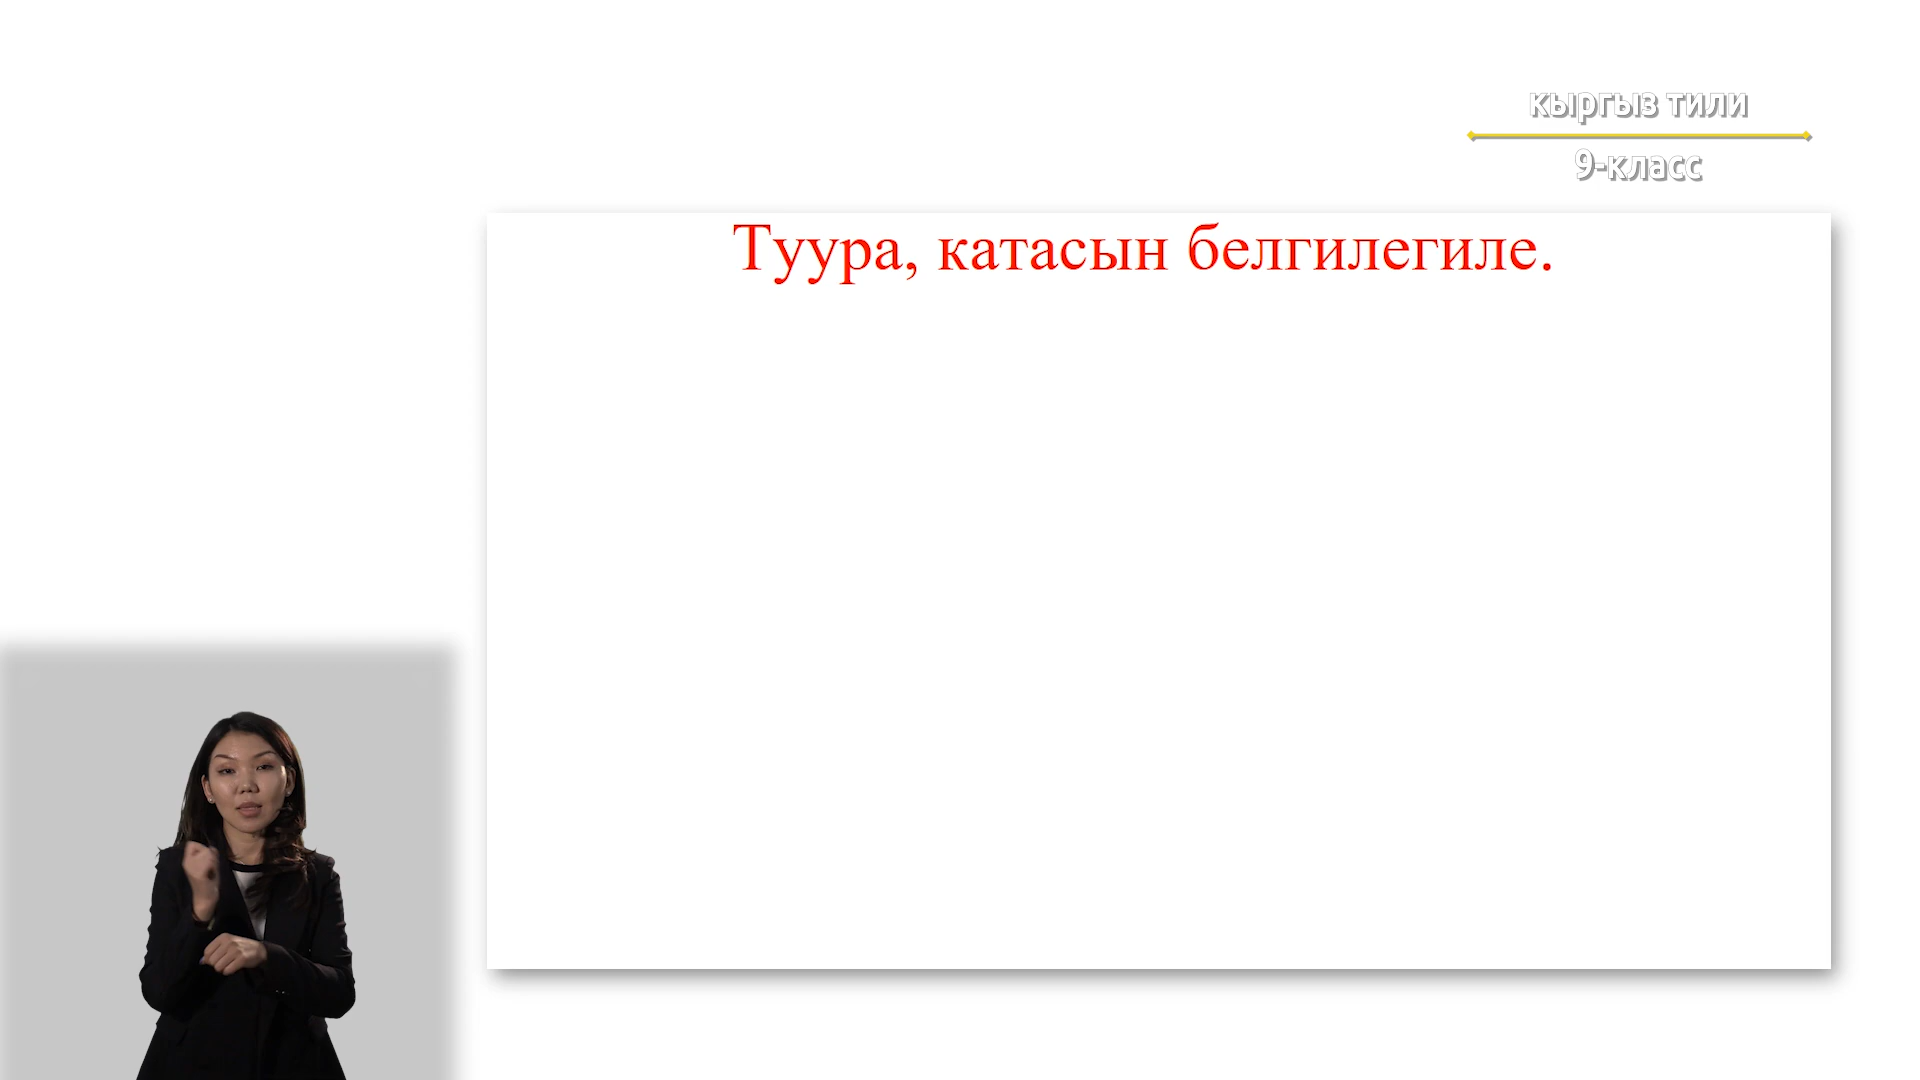 кыргыз тили
9-класс
Туура, катасын белгилегиле.